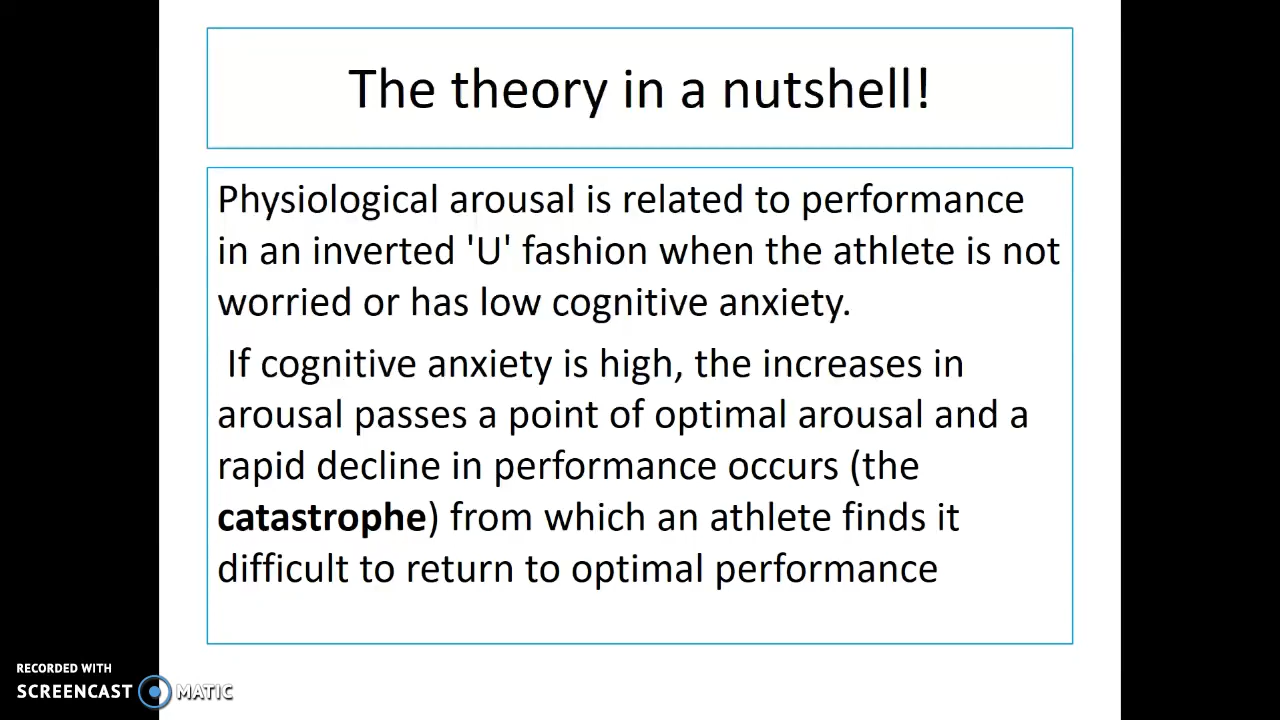 The theory in a nutshell!
Physiological arousal is related to performance
in an inverted 'U' fashion when the athlete is not
worried or has low cognitive anxiety.
If cognitive anxiety is high, the increases in
arousal passes a point of optimal arousal and a
rapid decline in performance occurs (the
catastrophe) from which an athlete finds it
difficult to return to optimal performance
RECORDED WITH
SCREENCAST MATIC